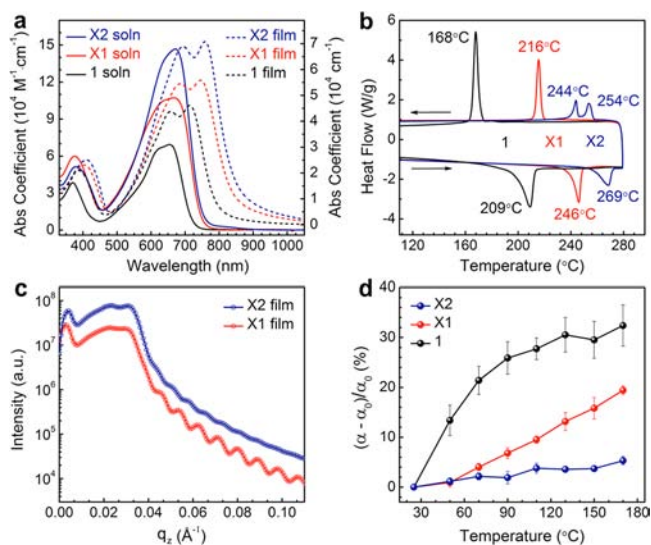 a
X2 soln
X1 soln
1 soln
X2 film
X1 film
1 film
Abs Coefficient (10⁴ M⁻¹·cm⁻¹)
15
12
9
6
3
0
Abs Coefficient (10⁴ cm⁻¹)
7
6
5
4
3
2
1
0
400 500 600 700 800 900 1000
Wavelength (nm)
b
168°C
216°C
244°C
254°C
1
X1
X2
209°C
246°C
269°C
Heat Flow (W/g)
6
4
2
0
-2
-4
120 160 200 240 280
Temperature (°C)
c
X2 film
X1 film
Intensity (a.u.)
10⁸
10⁷
10⁶
10⁵
10⁴
0.00 0.02 0.04 0.06 0.08 0.10
q_z (Å⁻¹)
d
X2
X1
1
(α - α₀)/α₀ (%)
40
30
20
10
0
30 60 90 120 150 180
Temperature (°C)